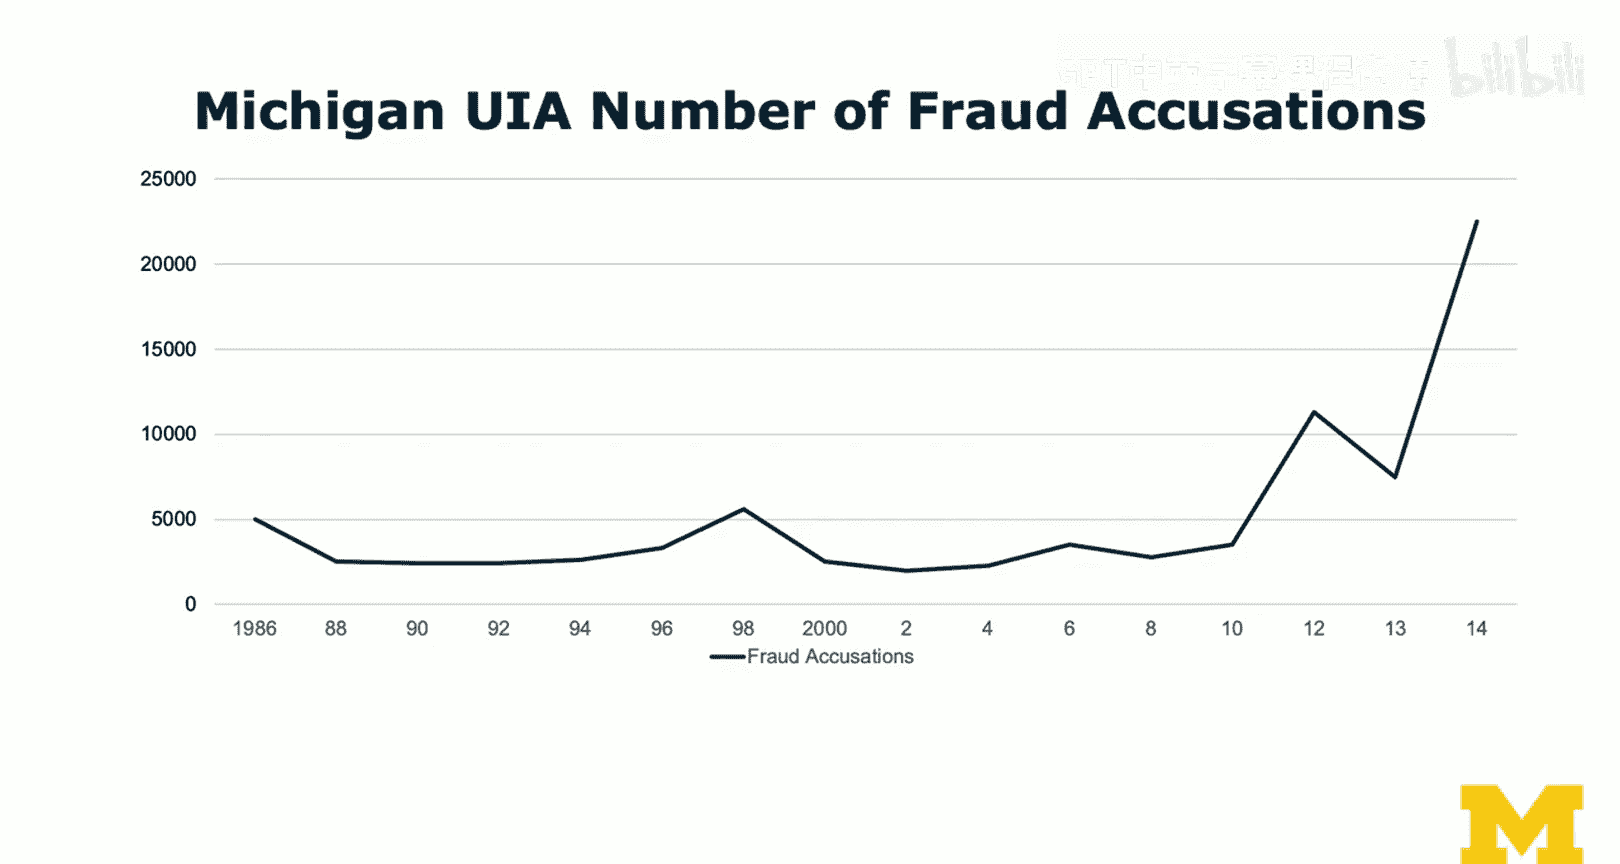 bilibili
Michigan UIA Number of Fraud Accusations
25000
20000
15000
10000
5000
0
1986 88 90 92 94 96 98 2000 2 4 6 8 10 12 13 14
Fraud Accusations
M